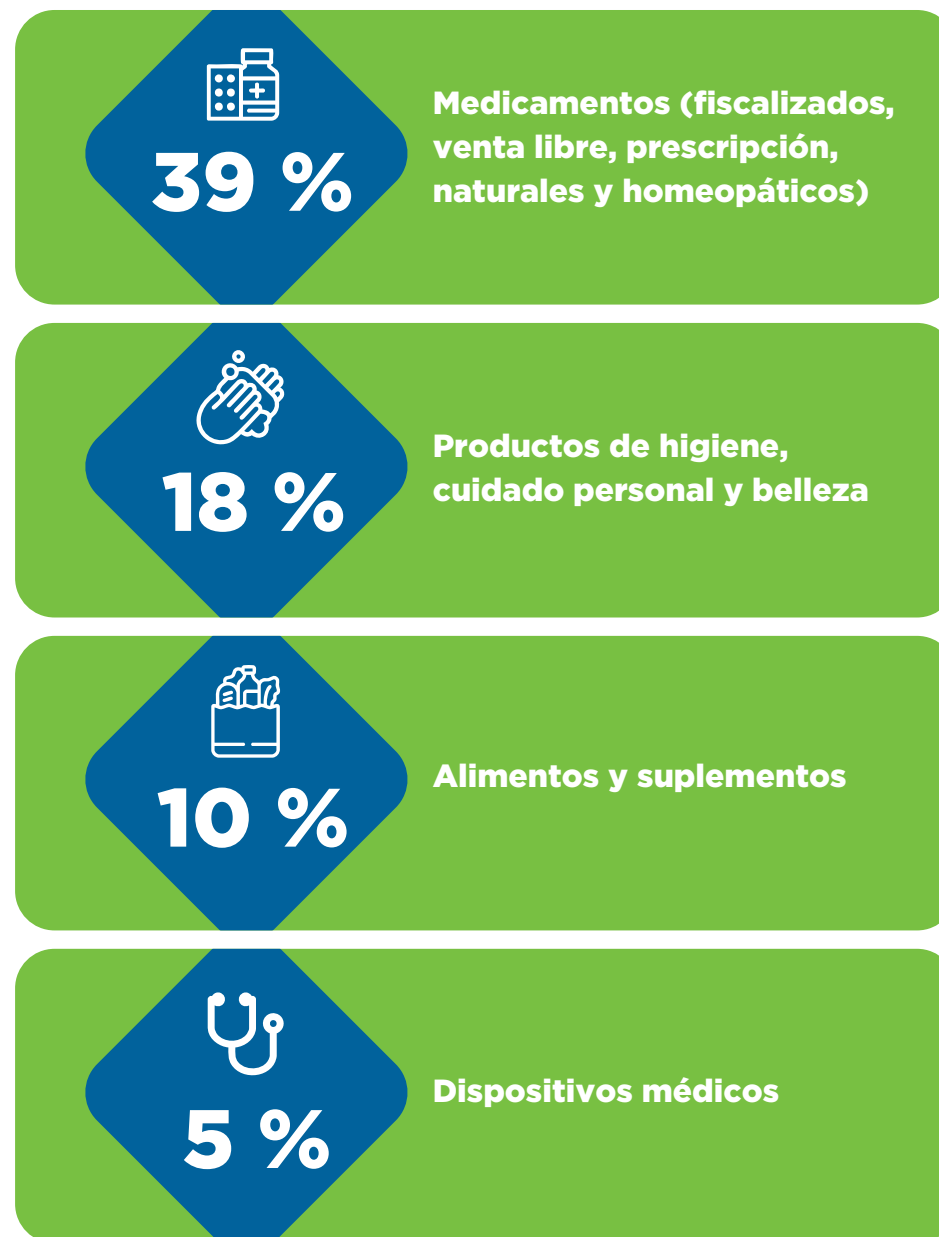 39 %
Medicamentos (fiscalizados,
venta libre, prescripción,
naturales y homeopáticos)
18 %
Productos de higiene,
cuidado personal y belleza
10 %
Alimentos y suplementos
5 %
Dispositivos médicos